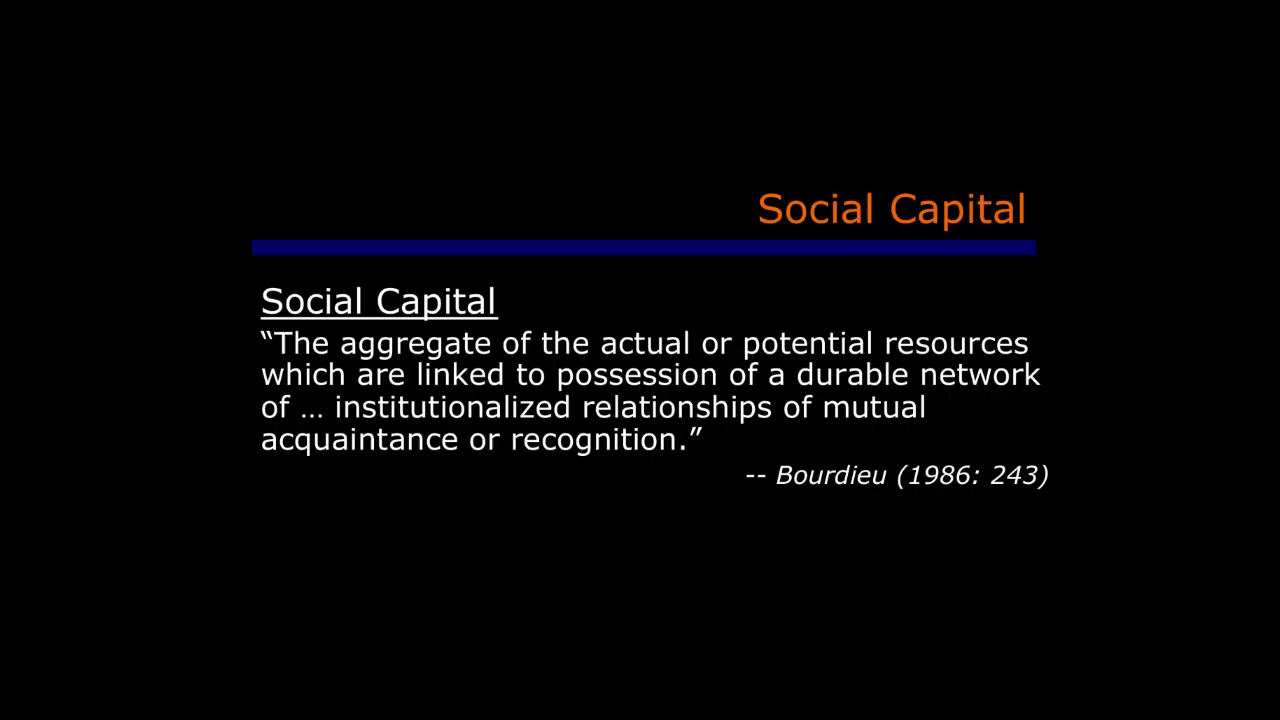 Social Capital
Social Capital
“The aggregate of the actual or potential resources
which are linked to possession of a durable network
of … institutionalized relationships of mutual
acquaintance or recognition.”
-- Bourdieu (1986: 243)